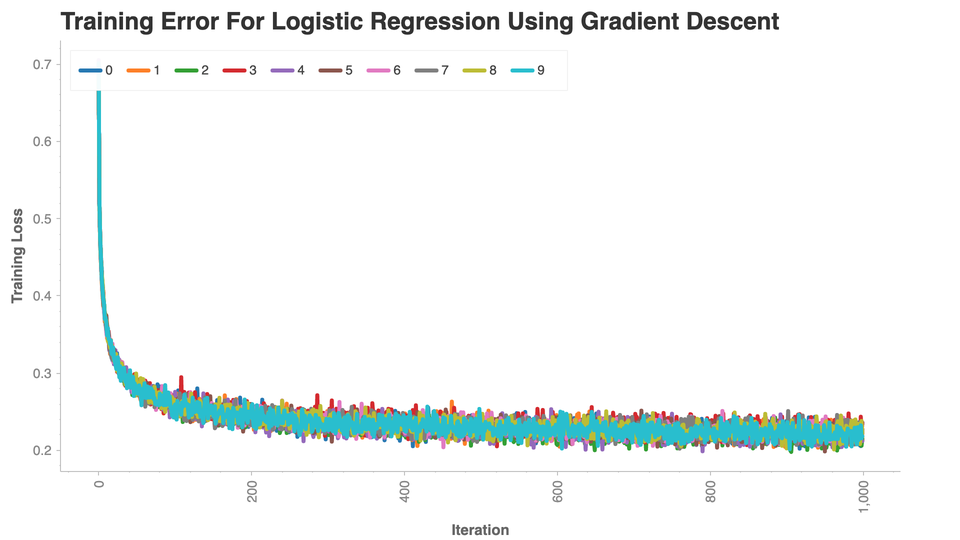 Training Error For Logistic Regression Using Gradient Descent
0 1 2 3 4 5 6 7 8 9
0.7
0.6
0.5
0.4
0.3
0.2
Training Loss
0 200 400 600 800 1,000
Iteration